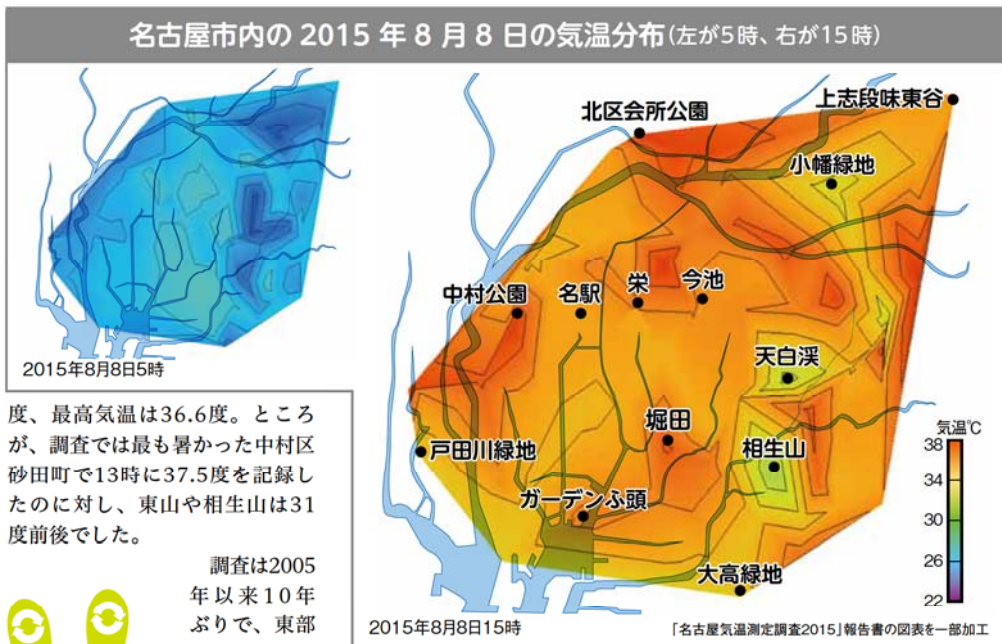 名古屋市内の2015年8月8日の気温分布(左が5時、右が15時)
2015年8月8日5時
北区会所公園
上志段味東谷
小幡緑地
中村公園
名駅
栄
今池
天白渓
堀田
戸田川緑地
相生山
ガーデンふ頭
大高緑地
気温℃
38
34
30
26
22
2015年8月8日15時
「名古屋気温測定調査2015」報告書の図表を一部加工
度、最高気温は36.6度。ところ
が、調査では最も暑かった中村区
砂田町で13時に37.5度を記録し
たのに対し、東山や相生山は31
度前後でした。
調査は2005
年以来10年
ぶりで、東部